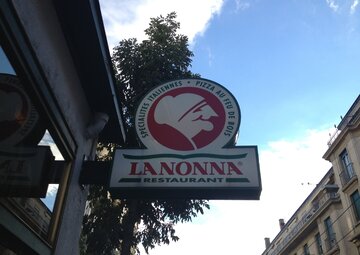 SPECIALITES ITALIENNES • PIZZA AU FEU DE BOIS
LA NONNA
RESTAURANT